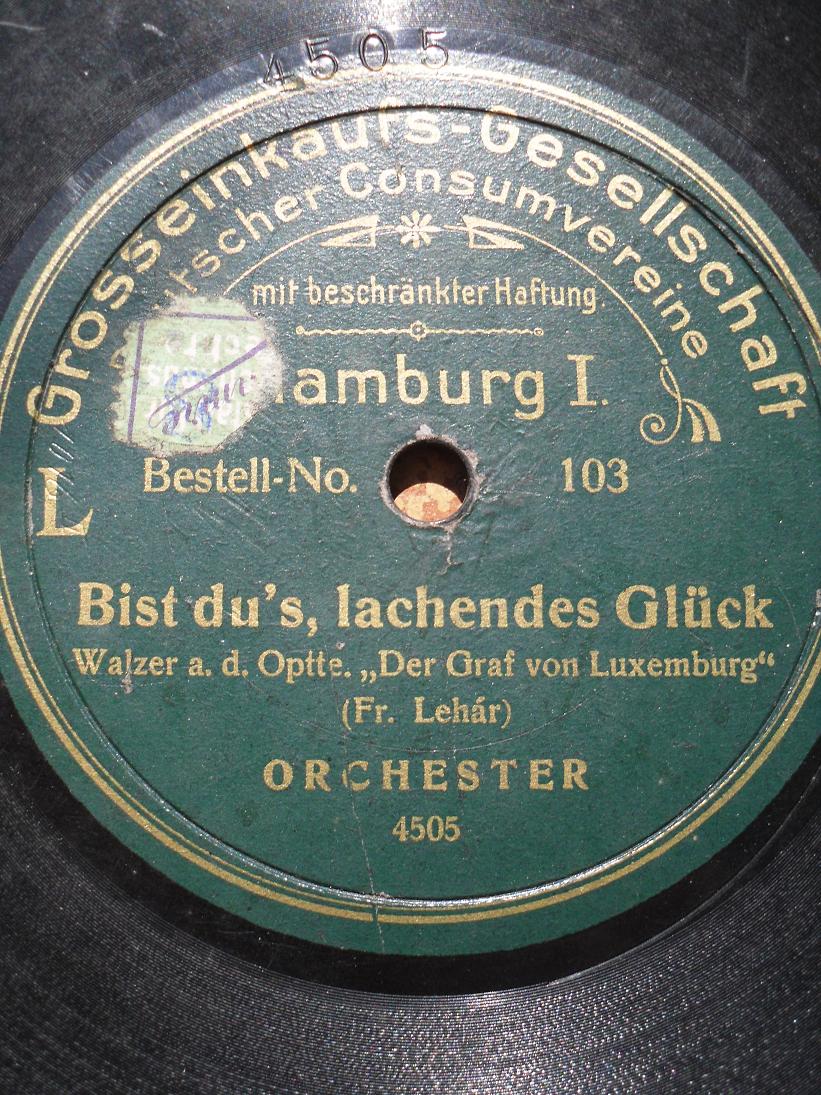 4505
Grosseinkaufs-Gesellschaft
Consumvereine
mit beschränkter Haftung.
Hamburg I.
Bestell-No. 103
L
Bist du's, lachendes Glück
Walzer a. d. Optte. „Der Graf von Luxemburg“
(Fr. Lehár)
ORCHESTER
4505